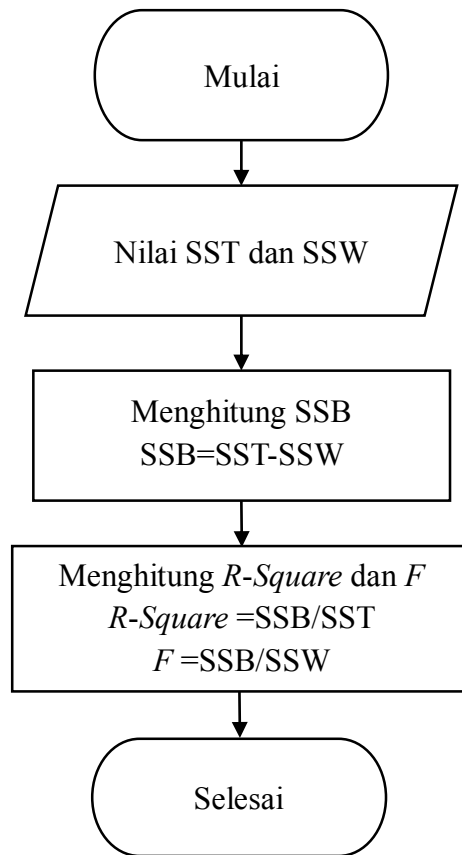 Mulai
Nilai SST dan SSW
Menghitung SSB
SSB=SST-SSW
Menghitung R-Square dan F
R-Square =SSB/SST
F =SSB/SSW
Selesai